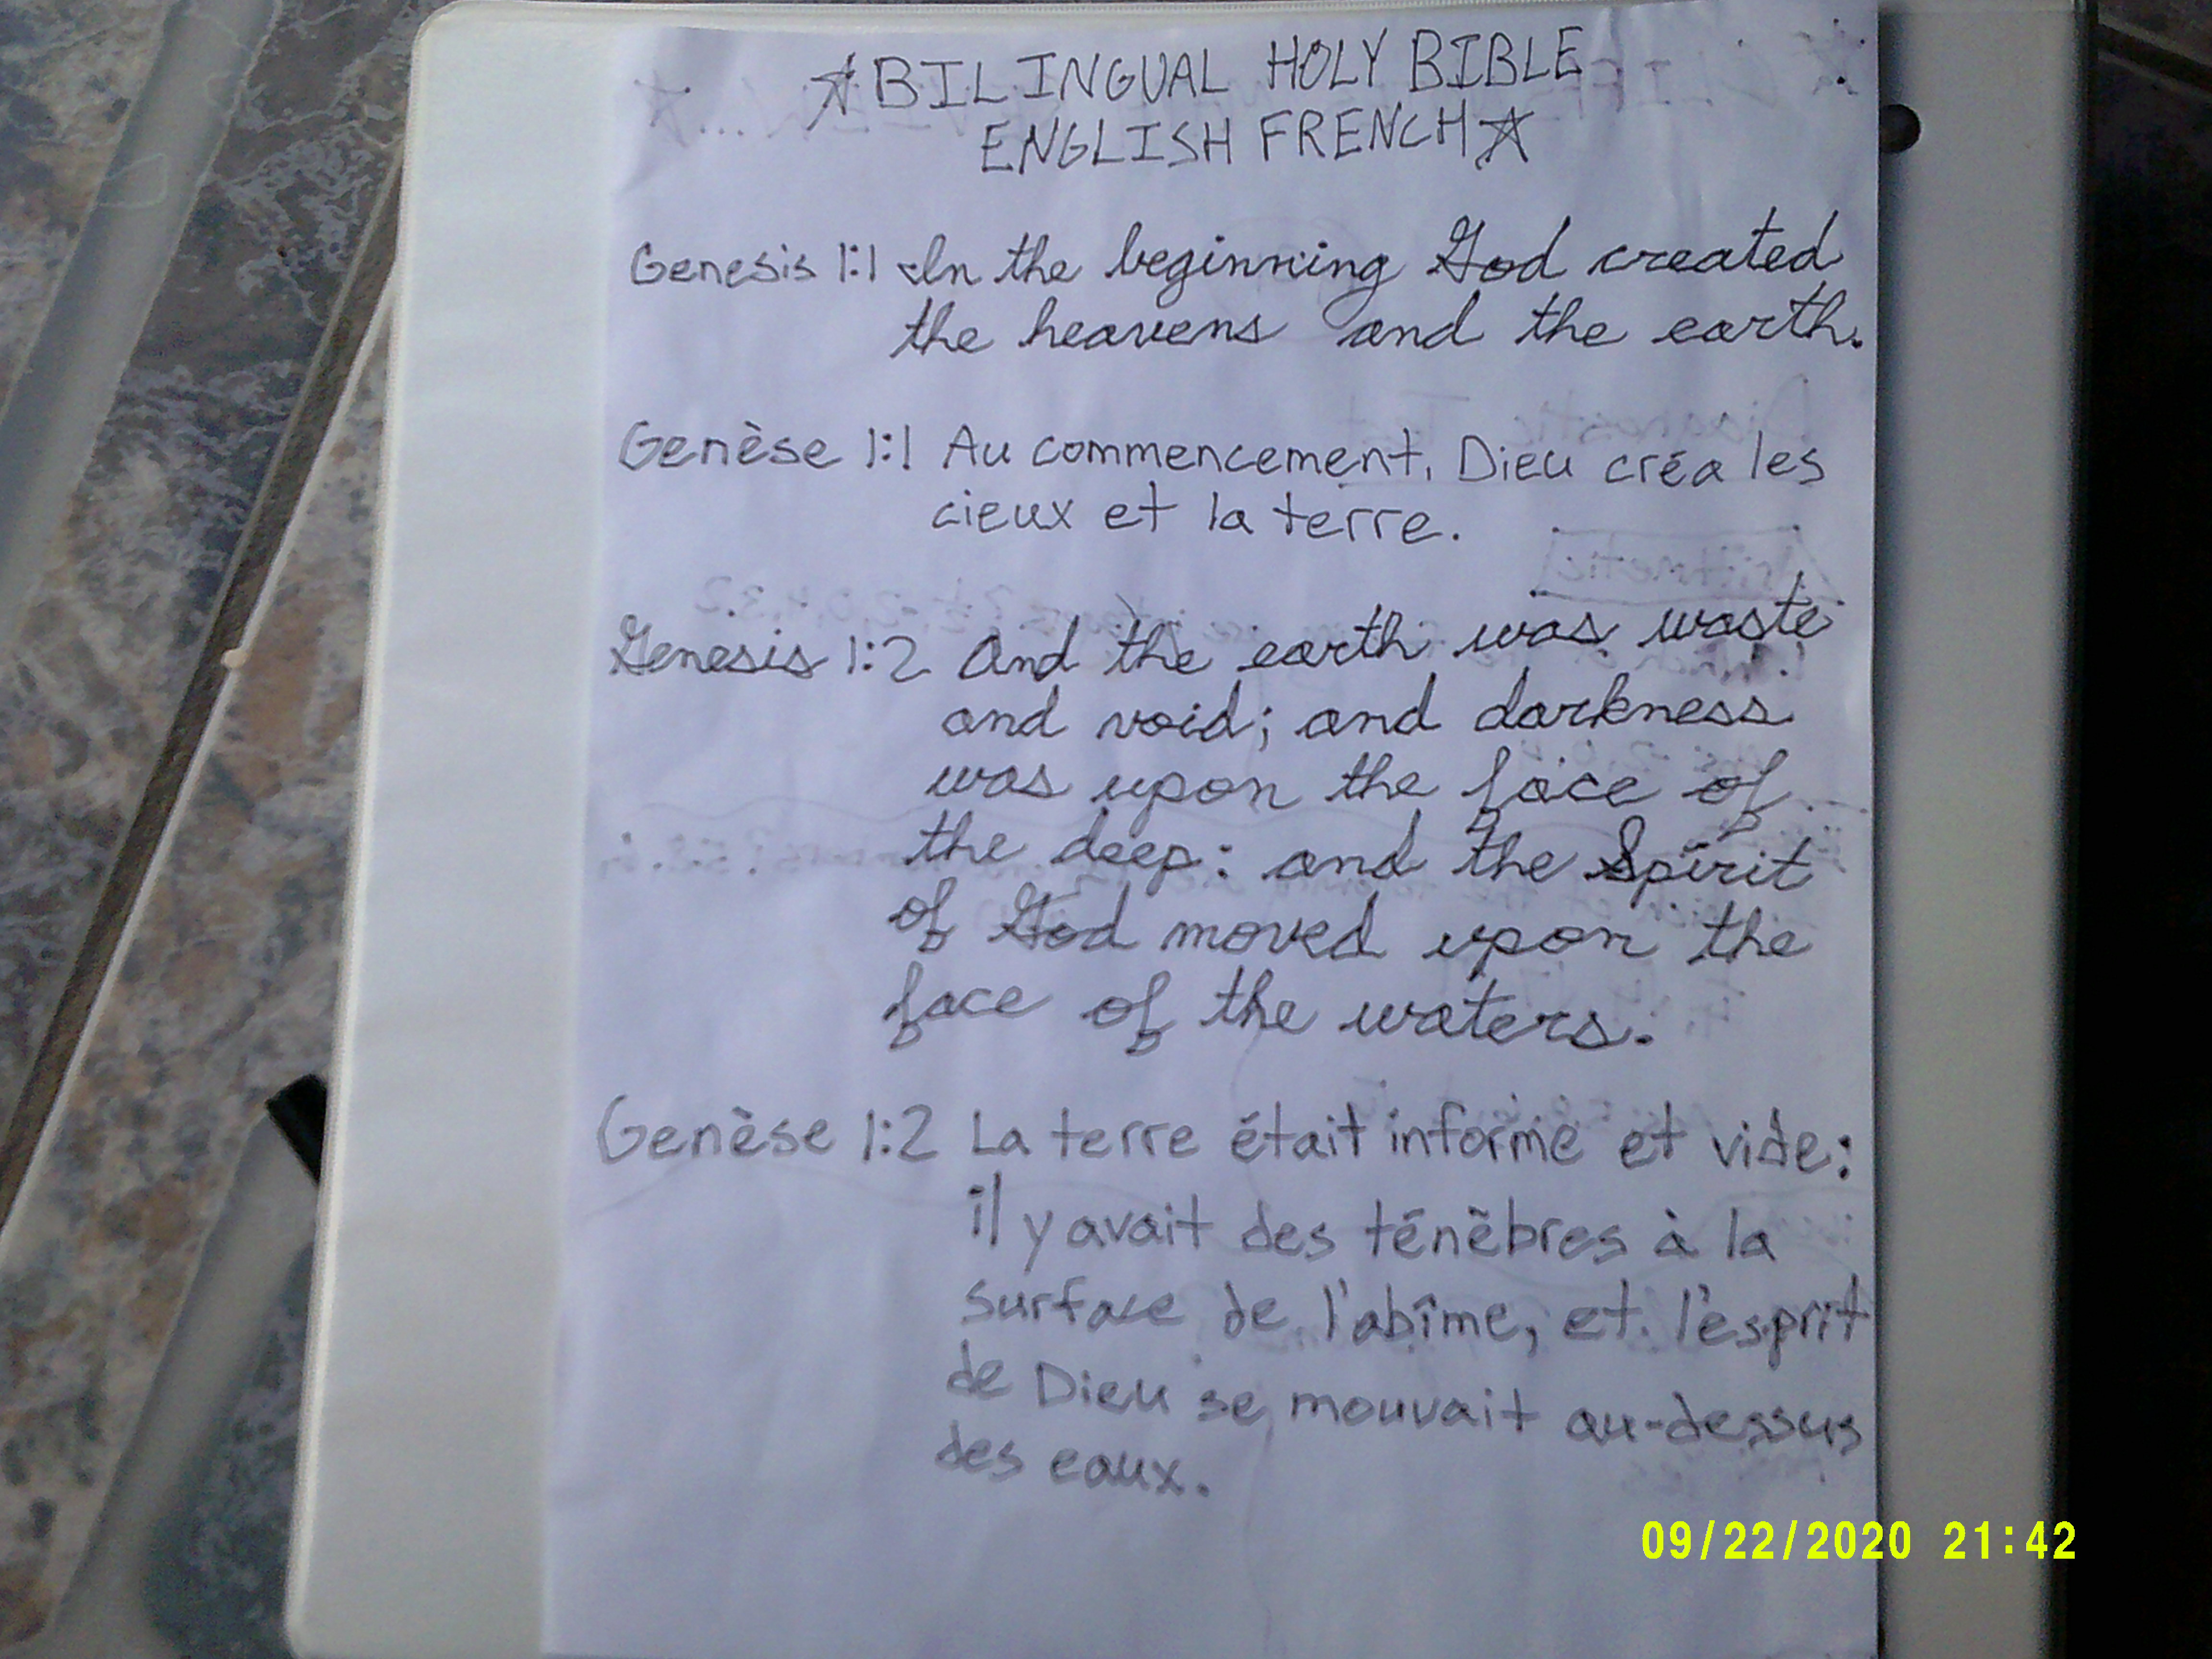 ☆BILINGUAL HOLY BIBLE
ENGLISH FRENCH☆
Genesis 1:1 In the beginning God created
the heavens and the earth.
Genèse 1:1 Au commencement, Dieu créa les
cieux et la terre.
Genesis 1:2 And the earth was waste
and void; and darkness
was upon the face of
the deep: and the Spirit
of God moved upon the
face of the waters.
Genèse 1:2 La terre était informe et vide:
il y avait des ténèbres à la
surface de l'abîme, et l'esprit
de Dieu se mouvait au-dessus
des eaux.
09/22/2020 21:42